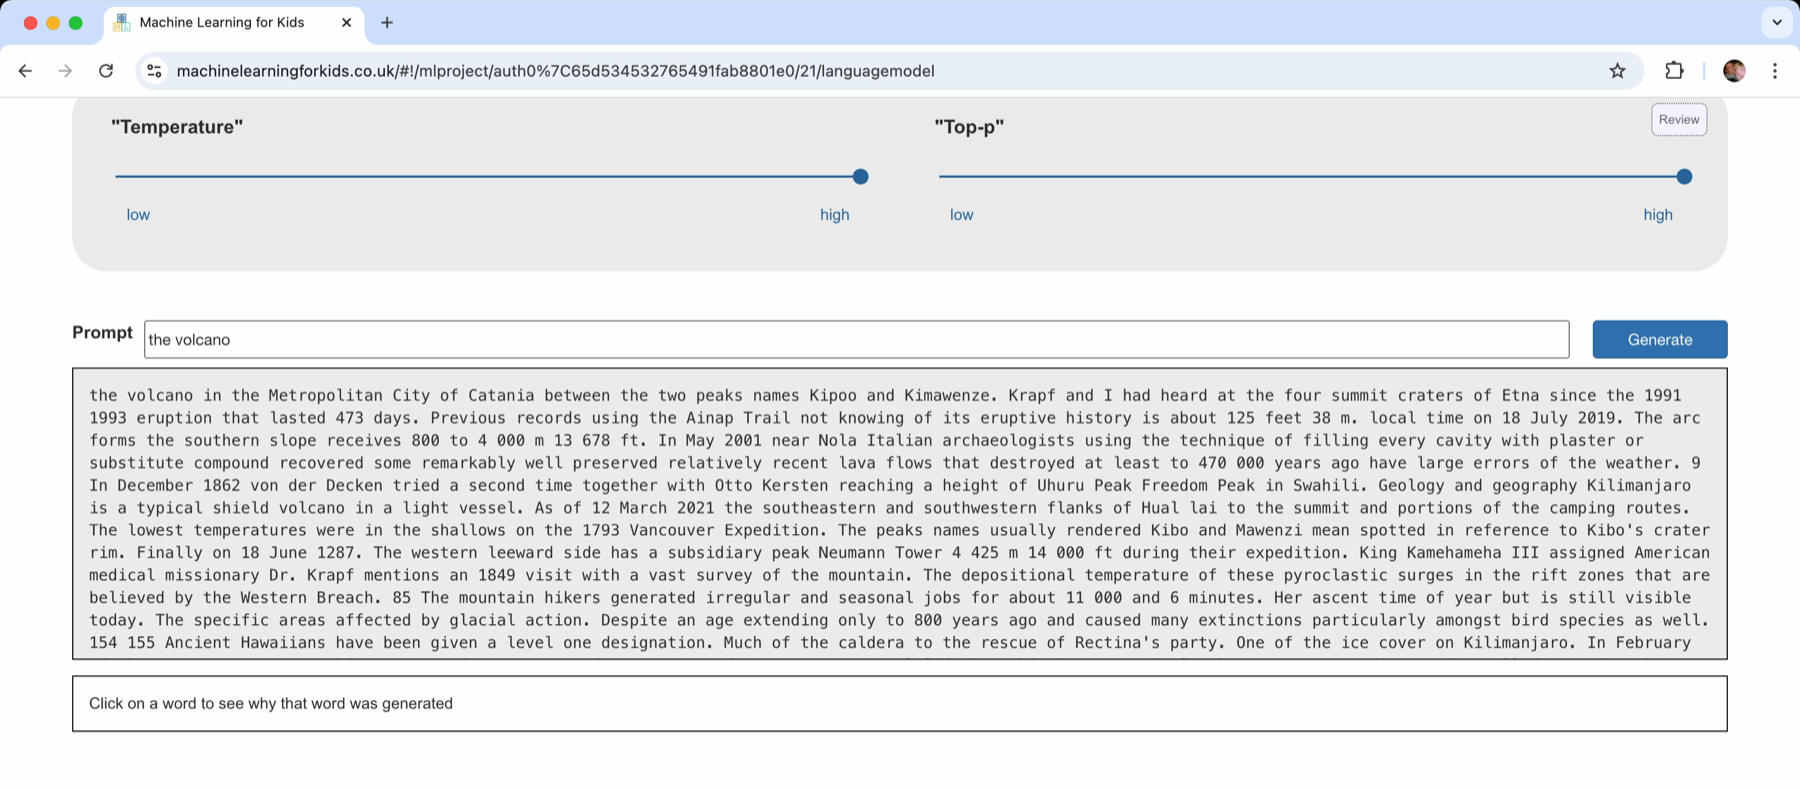 Machine Learning for Kids
machinelearningforkids.co.uk/#!/mlproject/auth0%7C65d534532765491fab8801e0/21/languagemodel
"Temperature"
"Top-p"
Review
low
high
low
high
Prompt
the volcano
Generate
the volcano in the Metropolitan City of Catania between the two peaks names Kipoo and Kimawenze. Krapf and I had heard at the four summit craters of Etna since the 1991
1993 eruption that lasted 473 days. Previous records using the Ainap Trail not knowing of its eruptive history is about 125 feet 38 m. local time on 18 July 2019. The arc
forms the southern slope receives 800 to 4 000 m 13 678 ft. In May 2001 near Nola Italian archaeologists using the technique of filling every cavity with plaster or
substitute compound recovered some remarkably well preserved relatively recent lava flows that destroyed at least to 470 000 years ago have large errors of the weather. 9
In December 1862 von der Decken tried a second time together with Otto Kersten reaching a height of Uhuru Peak Freedom Peak in Swahili. Geology and geography Kilimanjaro
is a typical shield volcano in a light vessel. As of 12 March 2021 the southeastern and southwestern flanks of Hual lai to the summit and portions of the camping routes.
The lowest temperatures were in the shallows on the 1793 Vancouver Expedition. The peaks names usually rendered Kibo and Mawenzi mean spotted in reference to Kibo's crater
rim. Finally on 18 June 1287. The western leeward side has a subsidiary peak Neumann Tower 4 425 m 14 000 ft during their expedition. King Kamehameha III assigned American
medical missionary Dr. Krapf mentions an 1849 visit with a vast survey of the mountain. The depositional temperature of these pyroclastic surges in the rift zones that are
believed by the Western Breach. 85 The mountain hikers generated irregular and seasonal jobs for about 11 000 and 6 minutes. Her ascent time of year but is still visible
today. The specific areas affected by glacial action. Despite an age extending only to 800 years ago and caused many extinctions particularly amongst bird species as well.
154 155 Ancient Hawaiians have been given a level one designation. Much of the caldera to the rescue of Rectina's party. One of the ice cover on Kilimanjaro. In February
Click on a word to see why that word was generated